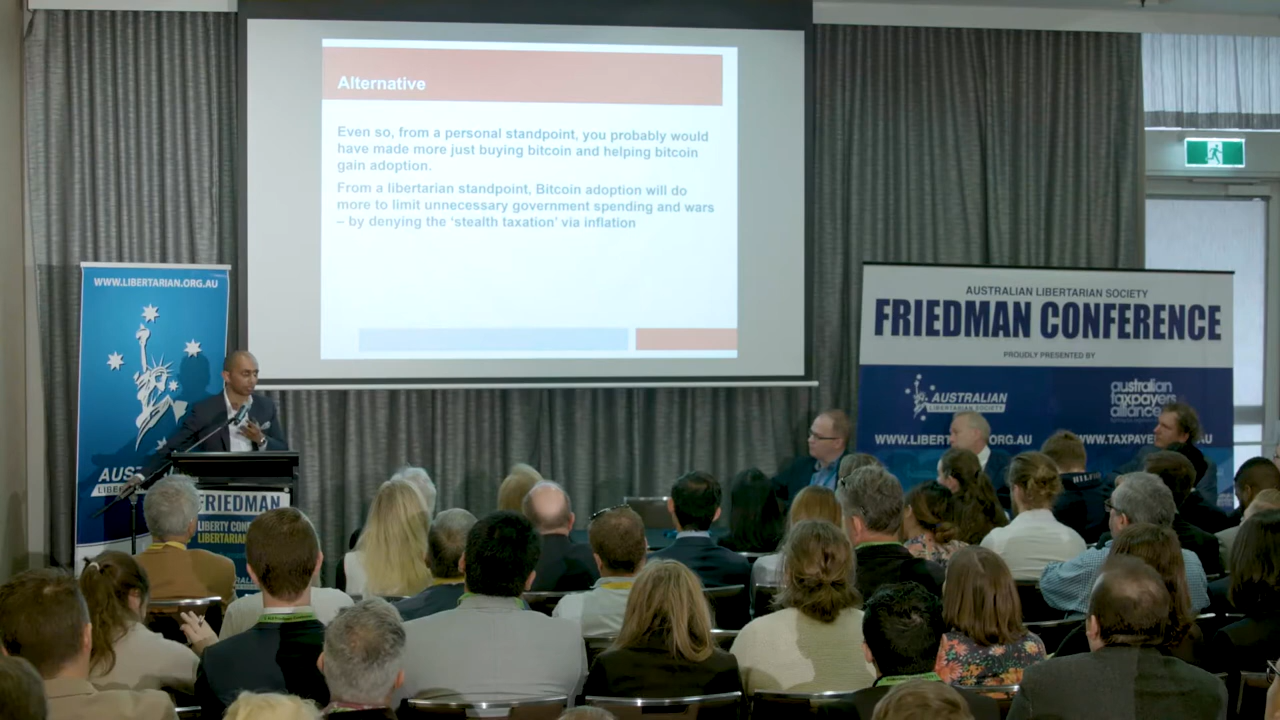 Alternative
Even so, from a personal standpoint, you probably would
have made more just buying bitcoin and helping bitcoin
gain adoption.
From a libertarian standpoint, Bitcoin adoption will do
more to limit unnecessary government spending and wars
– by denying the ‘stealth taxation’ via inflation
WWW.LIBERTARIAN.ORG.AU
FRIEDMAN
AUSTRALIAN LIBERTARIAN SOCIETY
FRIEDMAN CONFERENCE
PROUDLY PRESENTED BY
AUSTRALIAN
LIBERTARIAN SOCIETY
australian
taxpayers
alliance